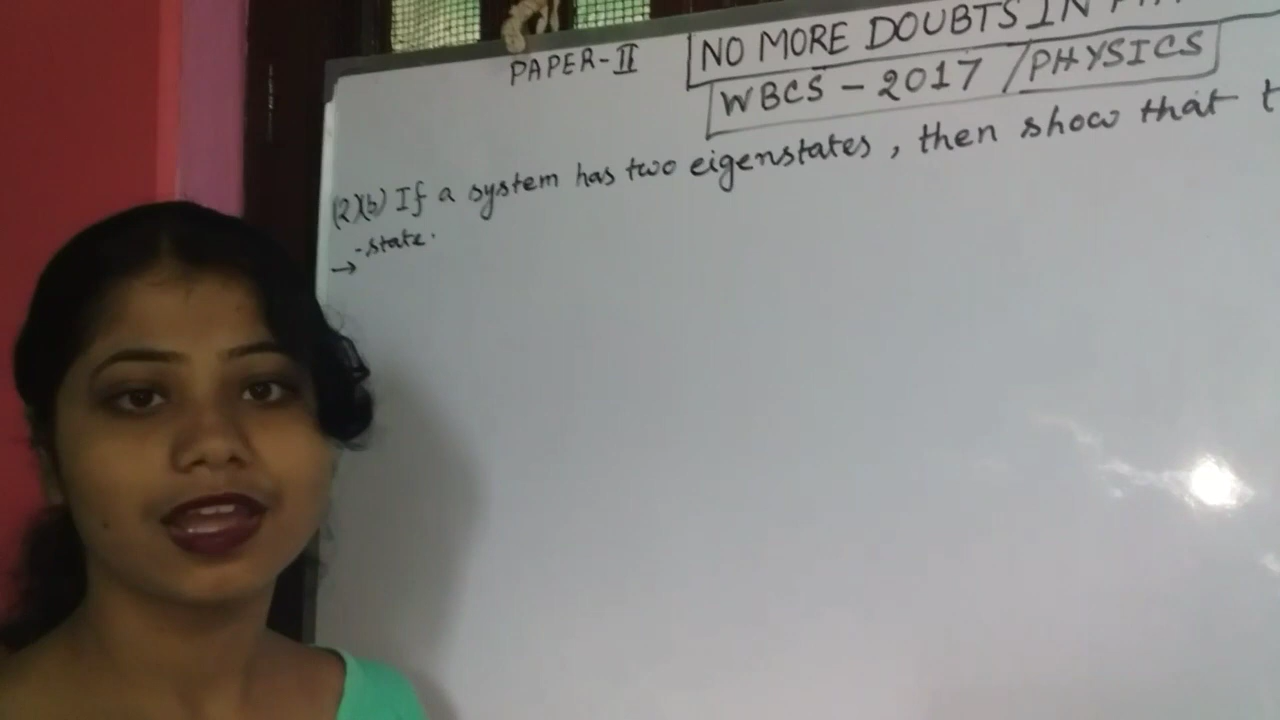 PAPER-II
NO MORE DOUBTS IN
WBCS - 2017 / PHYSICS
(2)(b) If a system has two eigenstates, then show that t
-state.
→